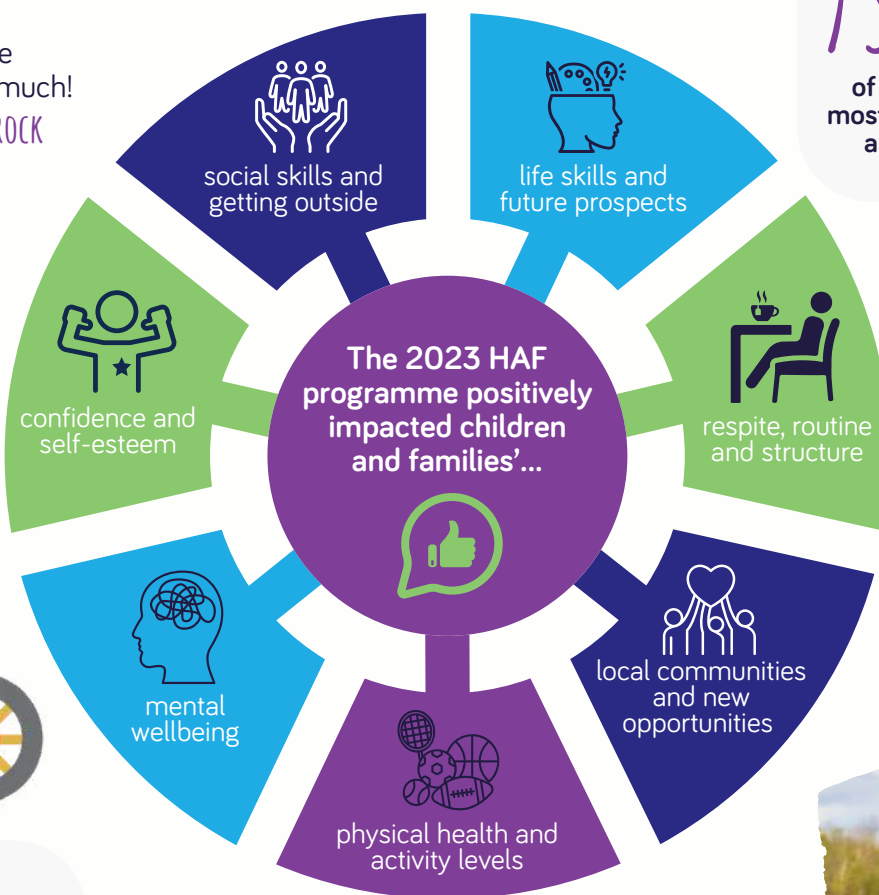 e
much!
ROCK
of
most
a
social skills and
getting outside
life skills and
future prospects
confidence and
self-esteem
The 2023 HAF
programme positively
impacted children
and families'...
respite, routine
and structure
mental
wellbeing
local communities
and new
opportunities
physical health and
activity levels